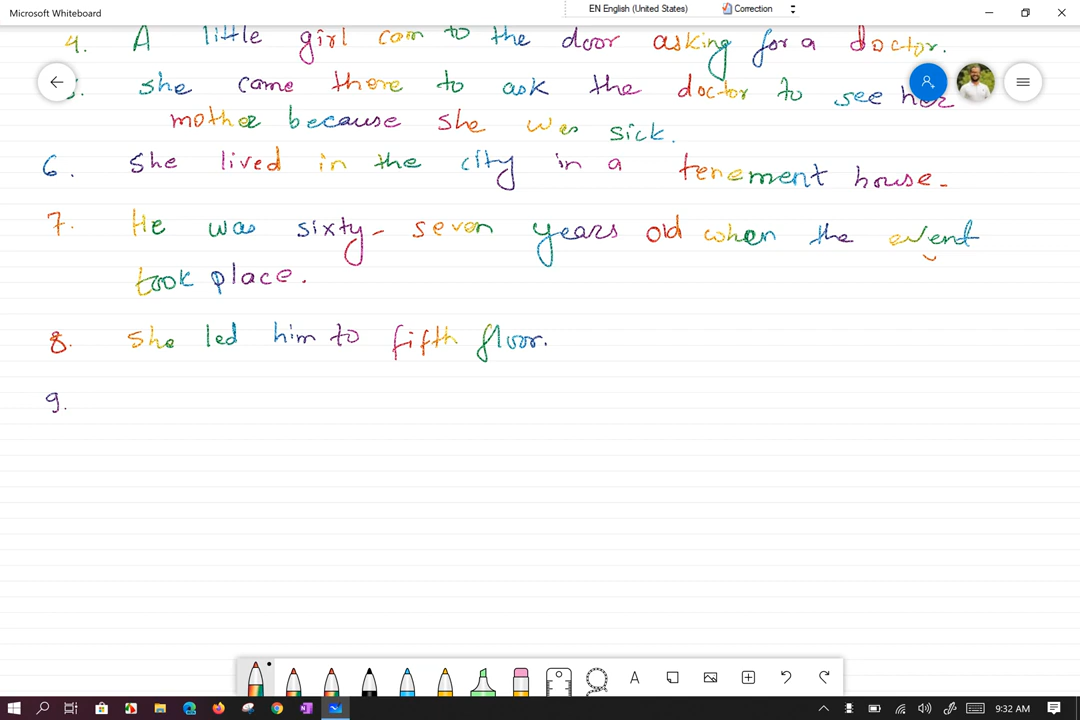 Microsoft Whiteboard
EN English (United States)
Correction
4. A little girl cam to the door asking for a doctor.
5. she came there to ask the doctor to see her
mother because she was sick.
6. She lived in the city in a tenement house.
7. He was sixty-seven years old when the event
took place.
8. She led him to fifth floor.
9.
9:32 AM